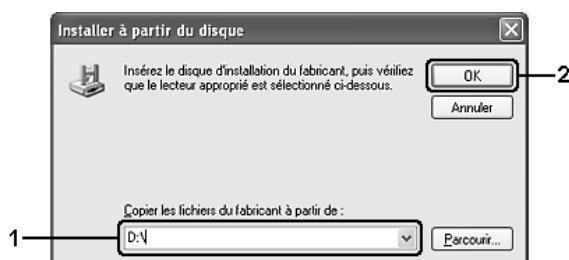 Installer à partir du disque
Insérez le disque d'installation du fabricant, puis vérifiez
que le lecteur approprié est sélectionné ci-dessous.
OK
2
Annuler
Copier les fichiers du fabricant à partir de :
1
D:\
Parcourir...